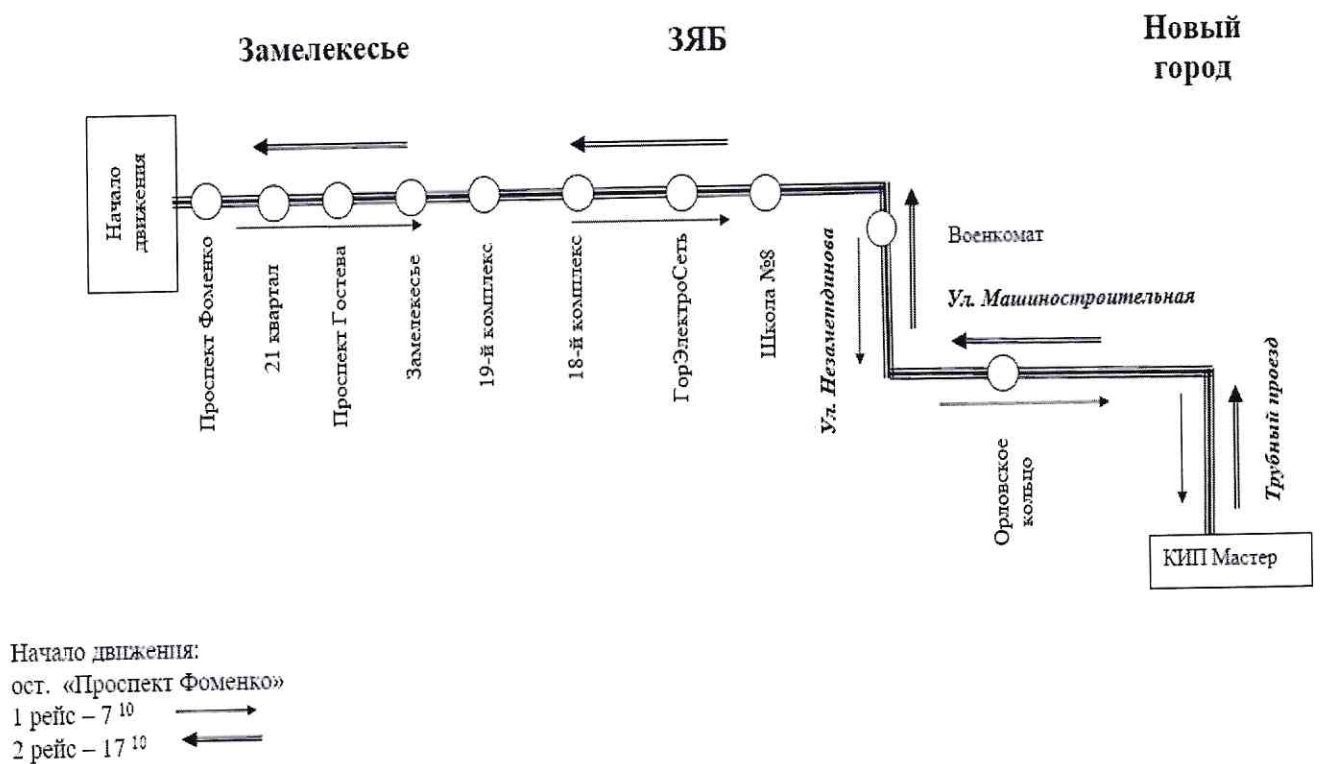 Замелекесье
ЗЯБ
Новый
город
Начало
движения
Проспект Фоменко
21 квартал
Проспект Гостева
Замелекесье
19-й комплекс
18-й комплекс
ГорЭлектроСеть
Школа №8
Ул. Незаметдинова
Военкомат
Ул. Машиностроительная
Орловское
кольцо
Трубный проезд
КИП Мастер
Начало движения:
ост. «Проспект Фоменко»
1 рейс – 7 10
2 рейс – 17 10